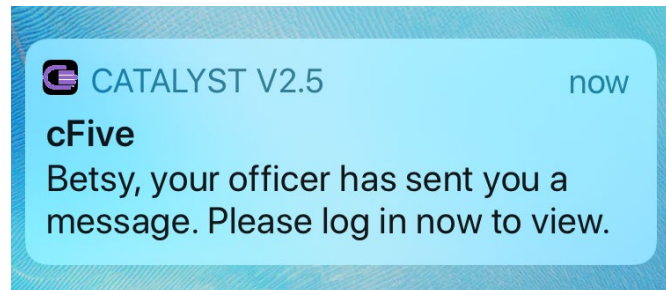 CATALYST V2.5 now
cFive
Betsy, your officer has sent you a
message. Please log in now to view.